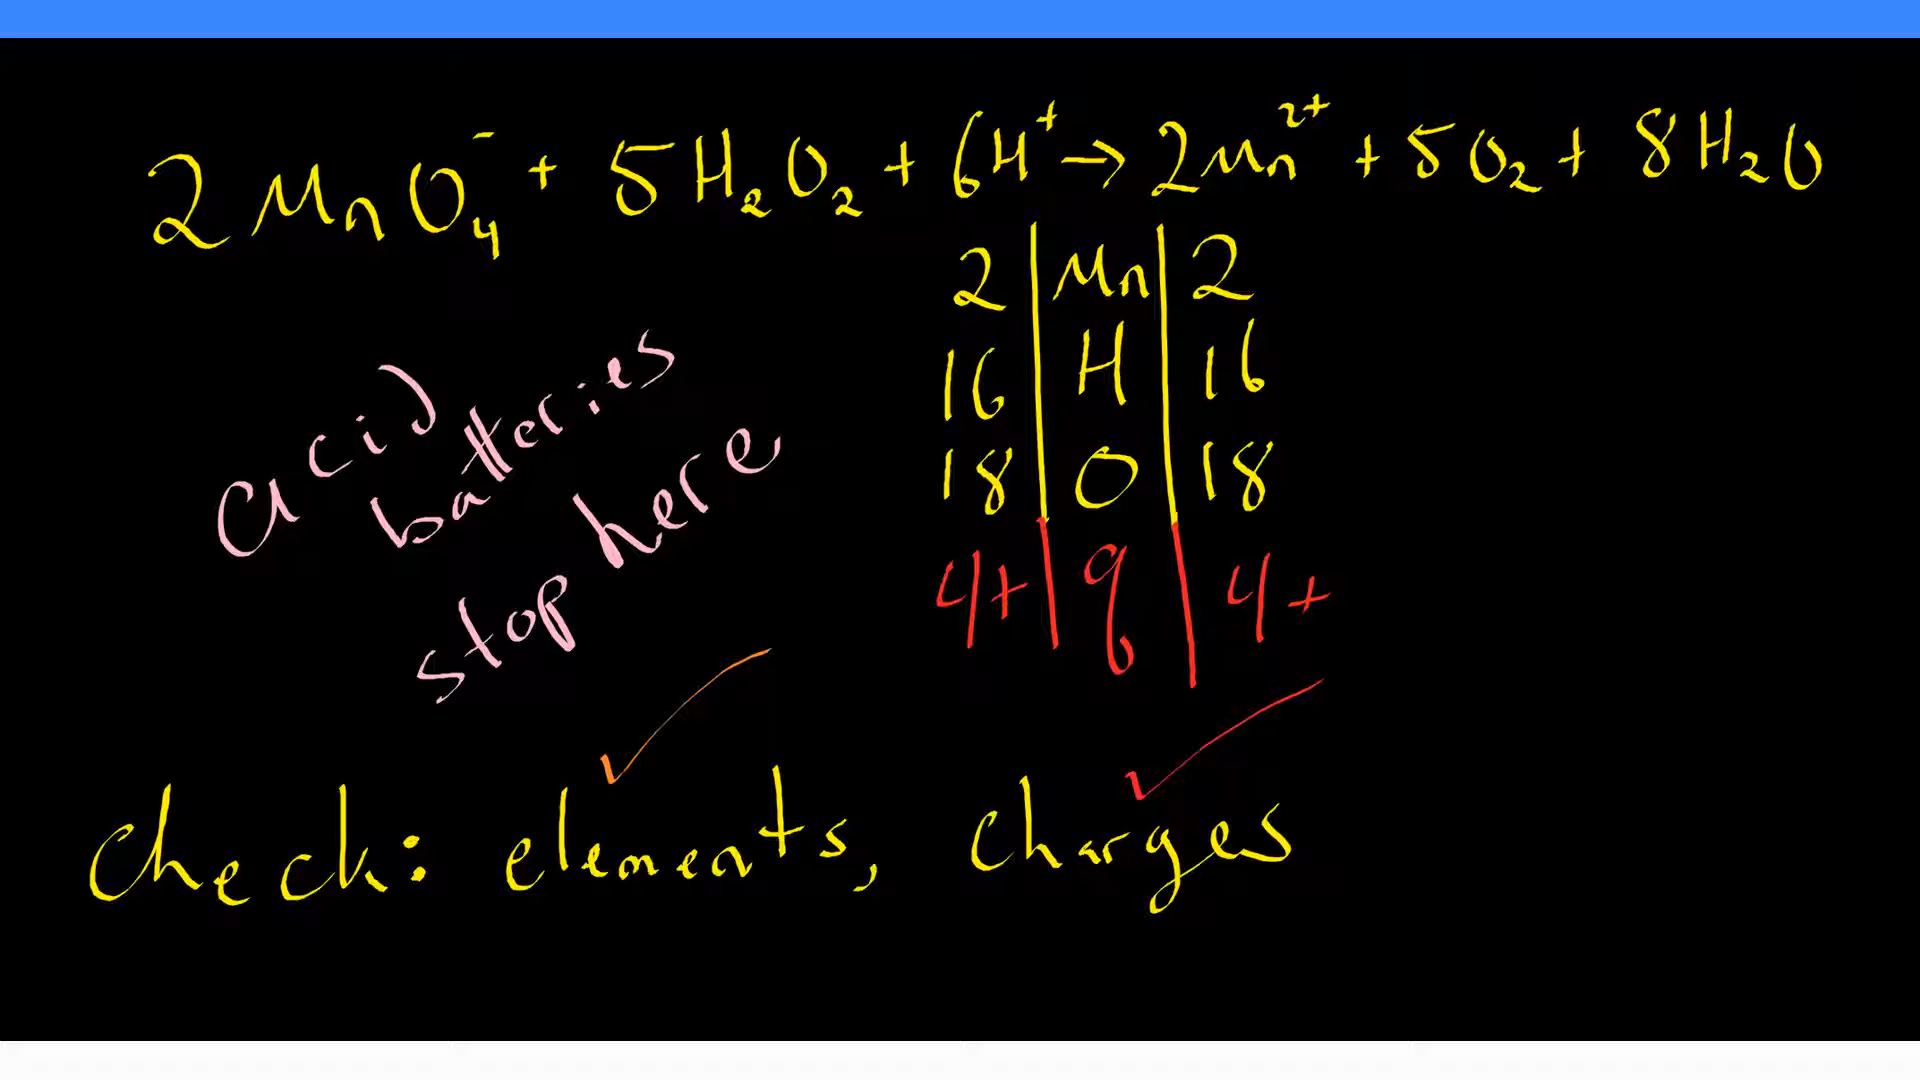 2MnO₄⁻ + 5H₂O₂ + 6H⁺ → 2Mn²⁺ + 5O₂ + 8H₂O
2 | Mn | 2
16 | H | 16
18 | O | 18
4+ | q | 4+
acid
batteries
stop here
check: elements, charges